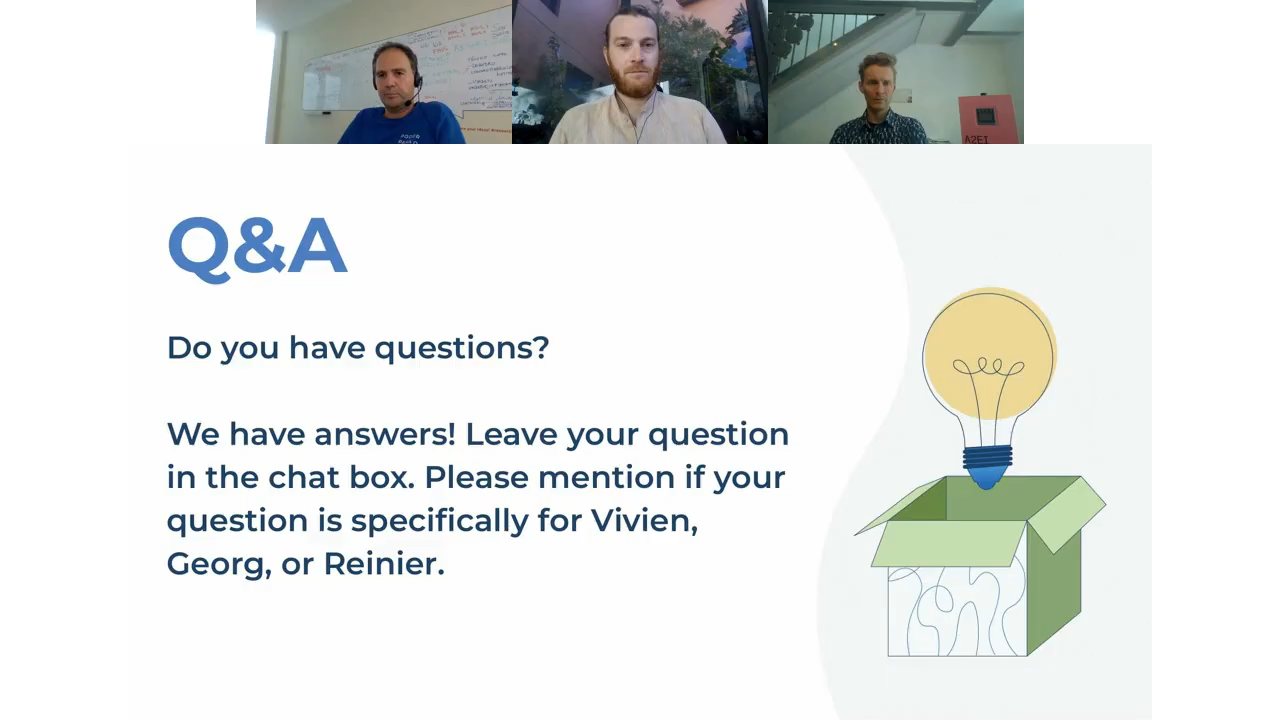 A2EI
Q&A
Do you have questions?
We have answers! Leave your question
in the chat box. Please mention if your
question is specifically for Vivien,
Georg, or Reinier.